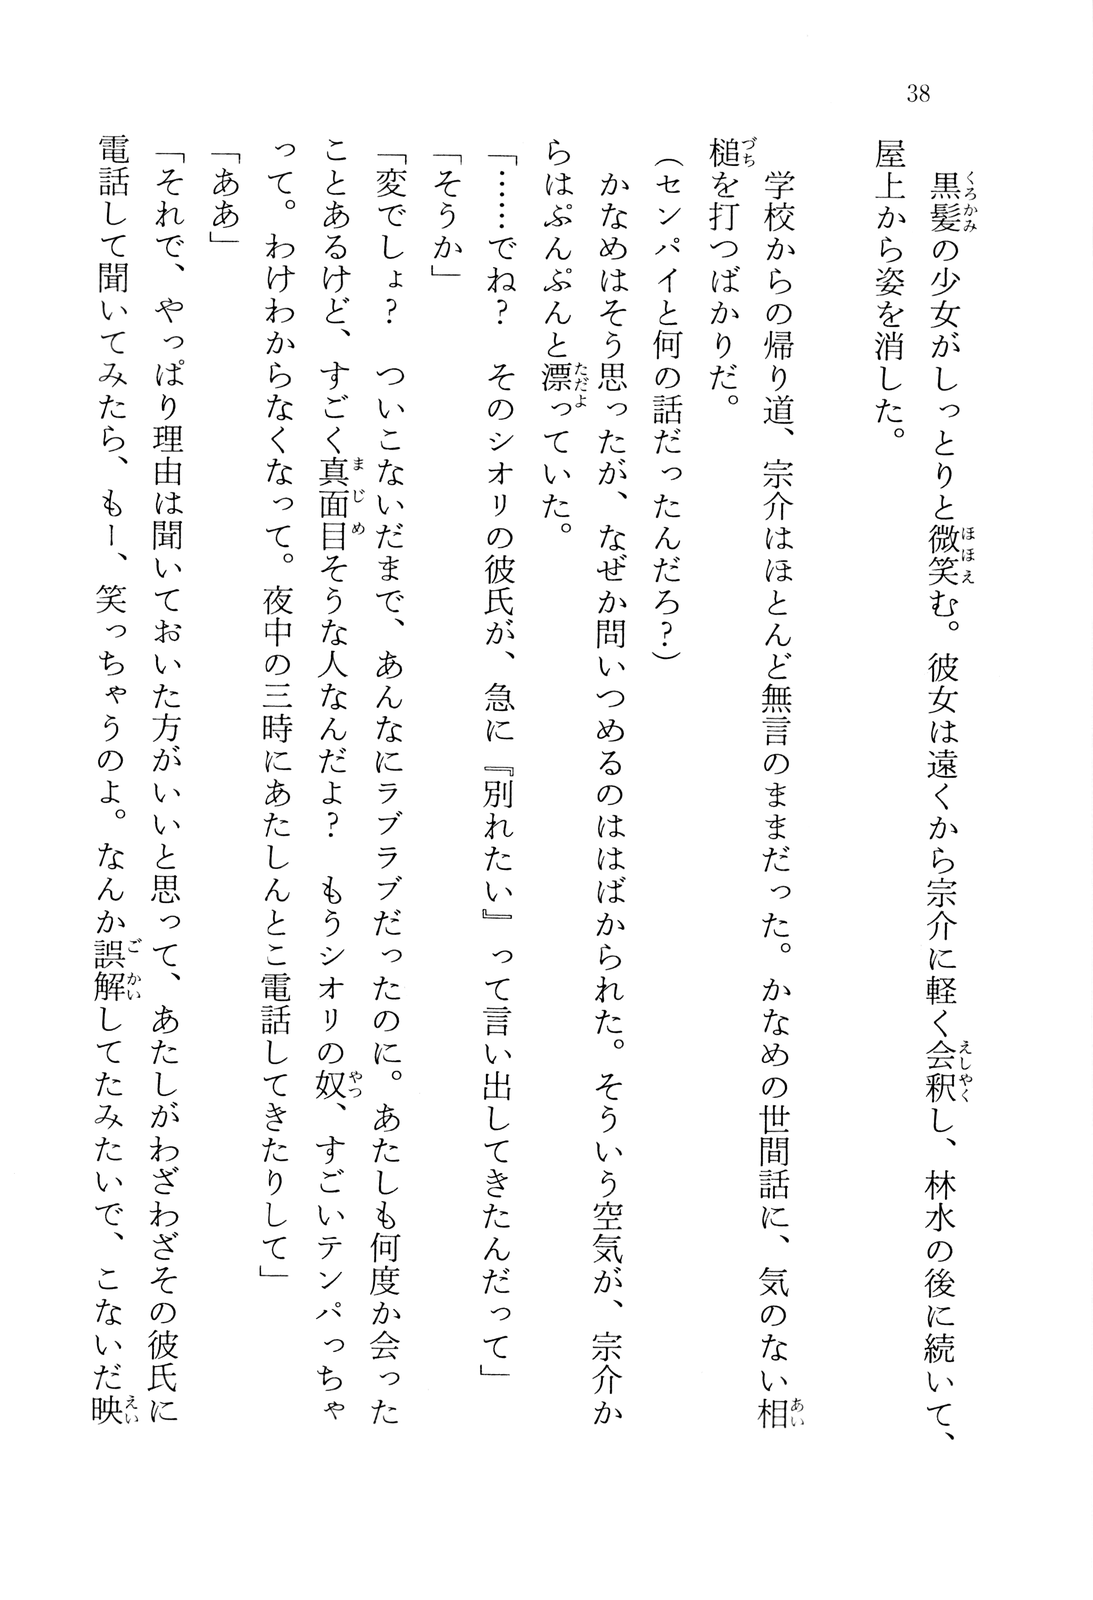 38
黒髪の少女がしっとりと微笑む。彼女は遠くから宗介に軽く会釈し、林水の後に続いて、
屋上から姿を消した。
学校からの帰り道、宗介はほとんど無言のままだった。かなめの世間話に、気のない相
槌を打つばかりだ。
(センパイと何の話だったんだろ?)
かなめはそう思ったが、なぜか問いつめるのははばかられた。そういう空気が、宗介か
らはぷんぷんと漂っていた。
「……でね? そのシオリの彼氏が、急に『別れたい』って言い出してきたんだって」
「そうか」
「変でしょ? ついこないだまで、あんなにラブラブだったのに。あたしも何度か会った
ことあるけど、すごく真面目そうな人なんだよ? もうシオリの奴、すごいテンパっちゃ
って。わけわからなくなって。夜中の三時にあたしんとこ電話してきたりして」
「ああ」
「それで、やっぱり理由は聞いておいた方がいいと思って、あたしがわざわざその彼氏に
電話して聞いてみたら、もー、笑っちゃうのよ。なんか誤解してたみたいで、こないだ映